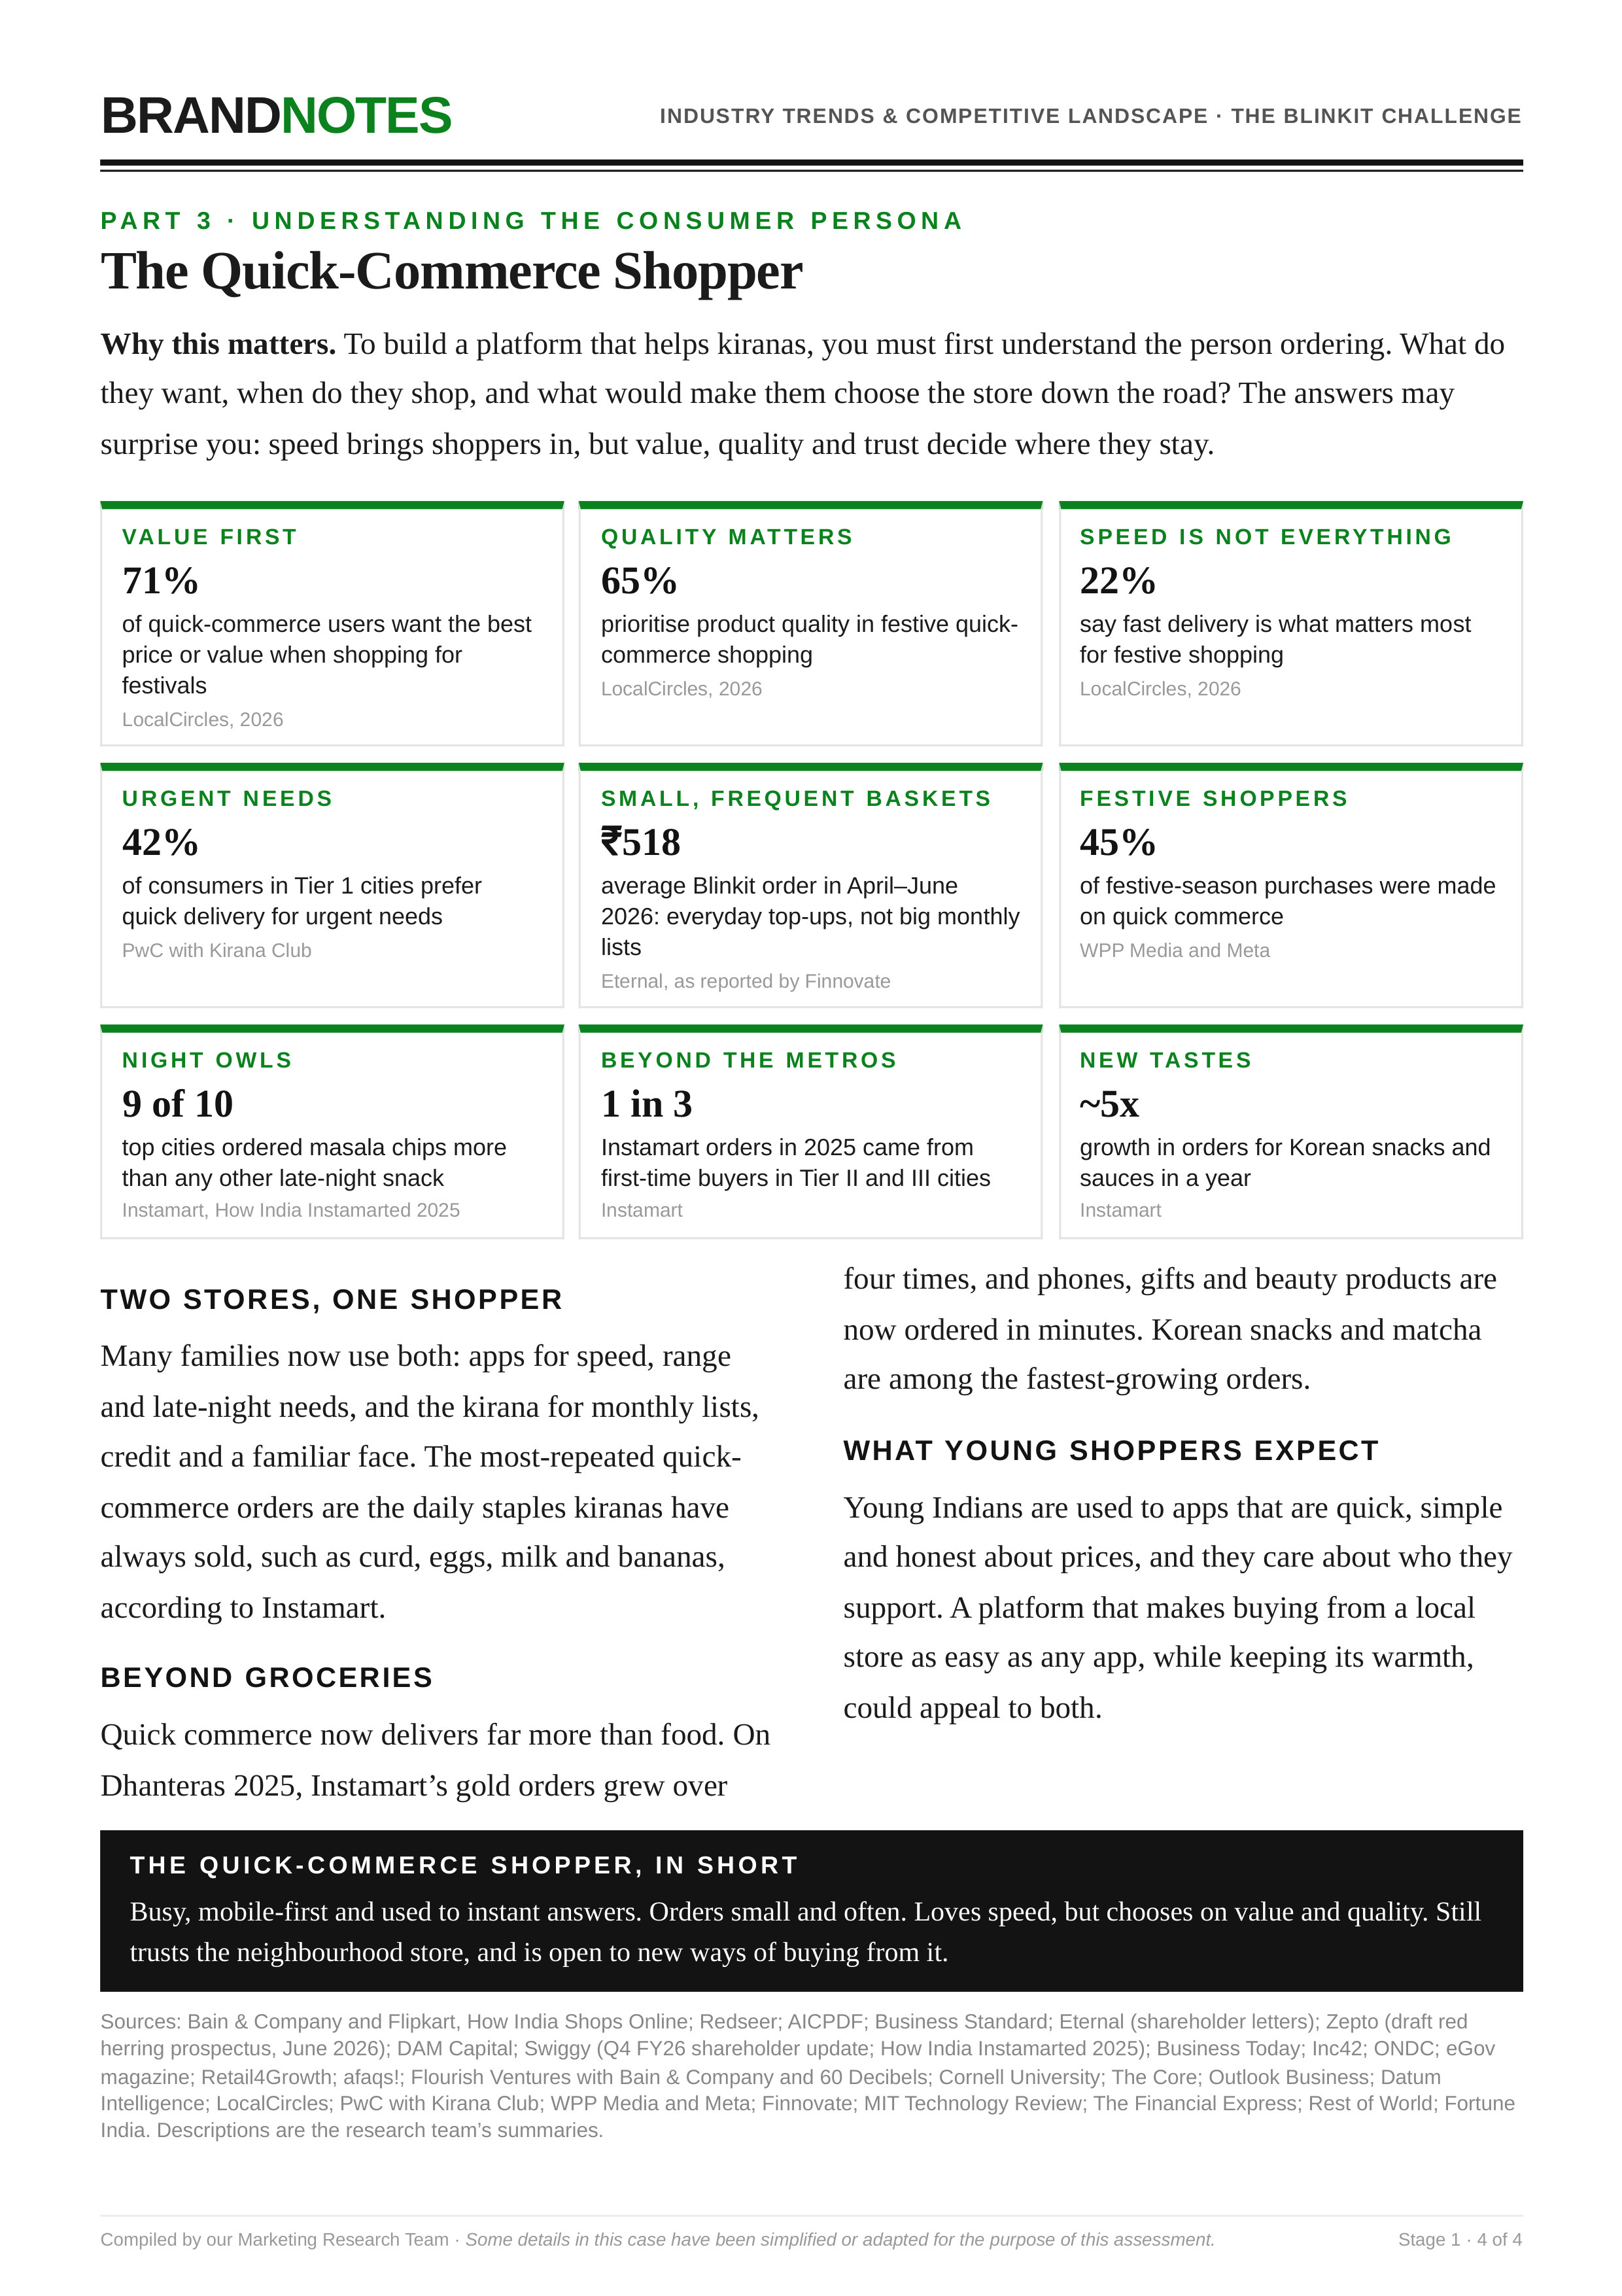 BRANDNOTES
INDUSTRY TRENDS & COMPETITIVE LANDSCAPE · THE BLINKIT CHALLENGE
PART 3 · UNDERSTANDING THE CONSUMER PERSONA
The Quick-Commerce Shopper
Why this matters. To build a platform that helps kiranas, you must first understand the person ordering. What do
they want, when do they shop, and what would make them choose the store down the road? The answers may
surprise you: speed brings shoppers in, but value, quality and trust decide where they stay.
VALUE FIRST
71%
of quick-commerce users want the best
price or value when shopping for
festivals
LocalCircles, 2026
QUALITY MATTERS
65%
prioritise product quality in festive quick-
commerce shopping
LocalCircles, 2026
SPEED IS NOT EVERYTHING
22%
say fast delivery is what matters most
for festive shopping
LocalCircles, 2026
URGENT NEEDS
42%
of consumers in Tier 1 cities prefer
quick delivery for urgent needs
PwC with Kirana Club
SMALL, FREQUENT BASKETS
₹518
average Blinkit order in April–June
2026: everyday top-ups, not big monthly
lists
Eternal, as reported by Finnovate
FESTIVE SHOPPERS
45%
of festive-season purchases were made
on quick commerce
WPP Media and Meta
NIGHT OWLS
9 of 10
top cities ordered masala chips more
than any other late-night snack
Instamart, How India Instamarted 2025
BEYOND THE METROS
1 in 3
Instamart orders in 2025 came from
first-time buyers in Tier II and III cities
Instamart
NEW TASTES
~5x
growth in orders for Korean snacks and
sauces in a year
Instamart
TWO STORES, ONE SHOPPER
Many families now use both: apps for speed, range
and late-night needs, and the kirana for monthly lists,
credit and a familiar face. The most-repeated quick-
commerce orders are the daily staples kiranas have
always sold, such as curd, eggs, milk and bananas,
according to Instamart.
BEYOND GROCERIES
Quick commerce now delivers far more than food. On
Dhanteras 2025, Instamart’s gold orders grew over
four times, and phones, gifts and beauty products are
now ordered in minutes. Korean snacks and matcha
are among the fastest-growing orders.
WHAT YOUNG SHOPPERS EXPECT
Young Indians are used to apps that are quick, simple
and honest about prices, and they care about who they
support. A platform that makes buying from a local
store as easy as any app, while keeping its warmth,
could appeal to both.
THE QUICK-COMMERCE SHOPPER, IN SHORT
Busy, mobile-first and used to instant answers. Orders small and often. Loves speed, but chooses on value and quality. Still
trusts the neighbourhood store, and is open to new ways of buying from it.
Sources: Bain & Company and Flipkart, How India Shops Online; Redseer; AICPDF; Business Standard; Eternal (shareholder letters); Zepto (draft red
herring prospectus, June 2026); DAM Capital; Swiggy (Q4 FY26 shareholder update; How India Instamarted 2025); Business Today; Inc42; ONDC; eGov
magazine; Retail4Growth; afaqs!; Flourish Ventures with Bain & Company and 60 Decibels; Cornell University; The Core; Outlook Business; Datum
Intelligence; LocalCircles; PwC with Kirana Club; WPP Media and Meta; Finnovate; MIT Technology Review; The Financial Express; Rest of World; Fortune
India. Descriptions are the research team’s summaries.
Compiled by our Marketing Research Team · Some details in this case have been simplified or adapted for the purpose of this assessment.
Stage 1 · 4 of 4